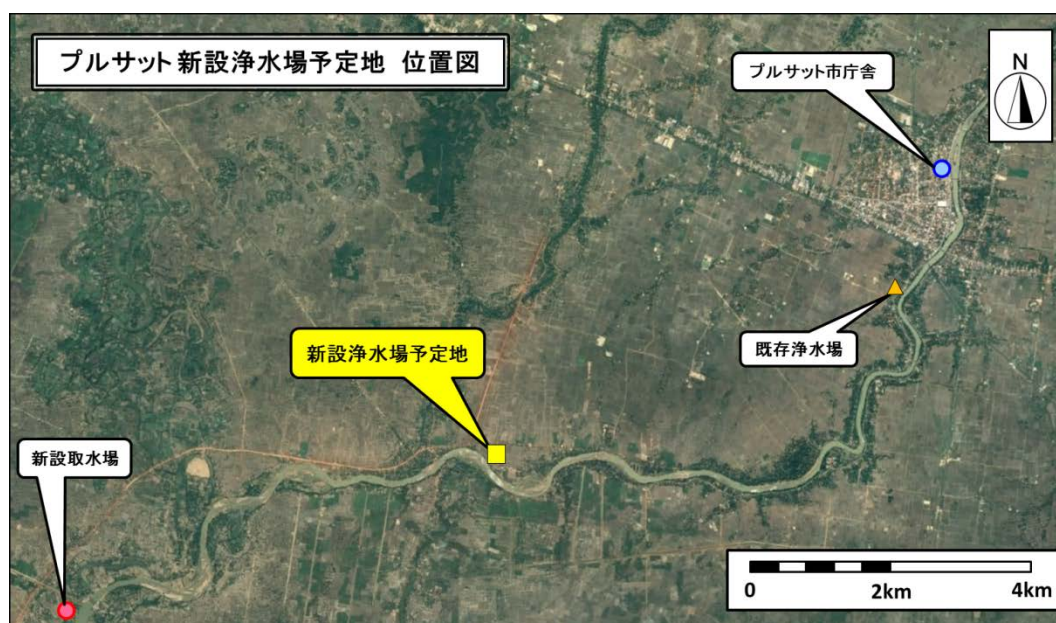 プルサット 新設浄水場予定地 位置図
プルサット市庁舎
N
新設浄水場予定地
既存浄水場
新設取水場
0 2km 4km